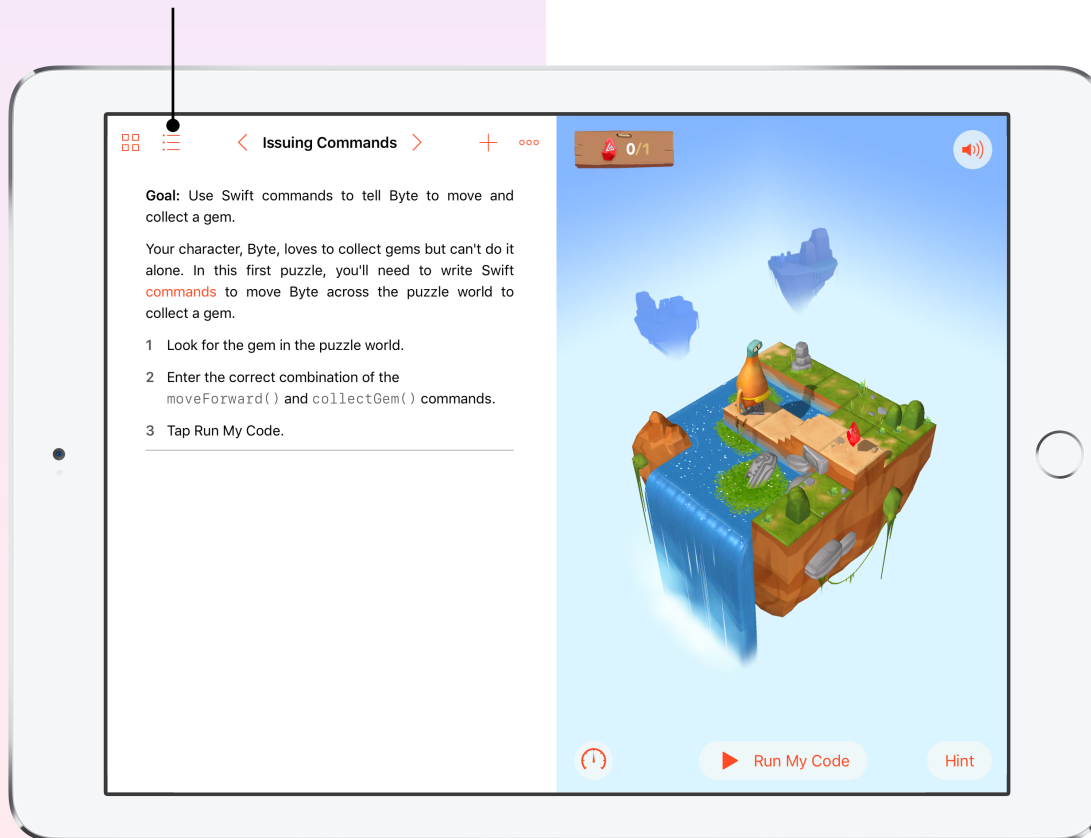 Issuing Commands
0/1
Goal: Use Swift commands to tell Byte to move and
collect a gem.
Your character, Byte, loves to collect gems but can't do it
alone. In this first puzzle, you'll need to write Swift
commands to move Byte across the puzzle world to
collect a gem.
1 Look for the gem in the puzzle world.
2 Enter the correct combination of the
moveForward() and collectGem() commands.
3 Tap Run My Code.
Run My Code
Hint